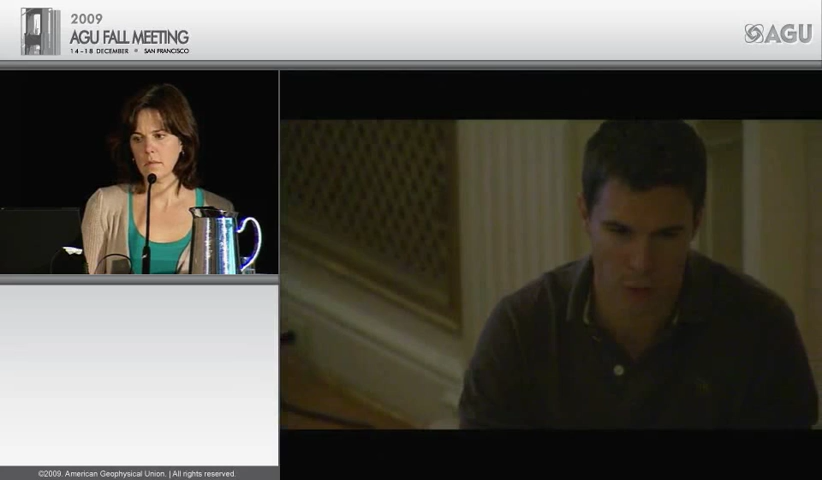 2009
AGU FALL MEETING
14-18 DECEMBER • SAN FRANCISCO
AGU
©2009. American Geophysical Union. | All rights reserved.